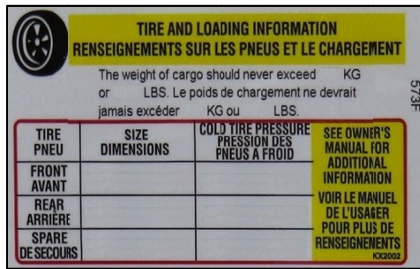 TIRE AND LOADING INFORMATION
RENSEIGNEMENTS SUR LES PNEUS ET LE CHARGEMENT
The weight of cargo should never exceed KG
or LBS. Le poids de chargement ne devrait
jamais excéder KG ou LBS.
573F
TIRE
PNEU
SIZE
DIMENSIONS
COLD TIRE PRESSURE
PRESSION DES
PNEUS A FROID
SEE OWNER'S
MANUAL FOR
ADDITIONAL
INFORMATION
VOIR LE MANUEL
DE L'USAGER
POUR PLUS DE
RENSEIGNEMENTS
KX2002
FRONT
AVANT
REAR
ARRIÈRE
SPARE
DE SECOURS